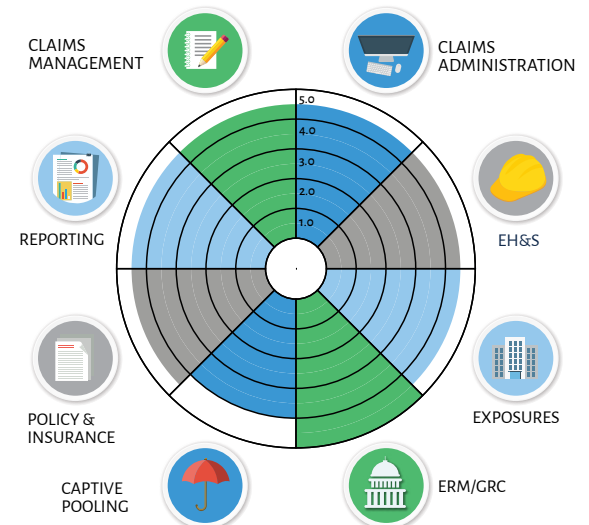 CLAIMS
MANAGEMENT
CLAIMS
ADMINISTRATION
5.0
4.0
3.0
2.0
1.0
REPORTING
EH&S
POLICY &
INSURANCE
EXPOSURES
CAPTIVE
POOLING
ERM/GRC